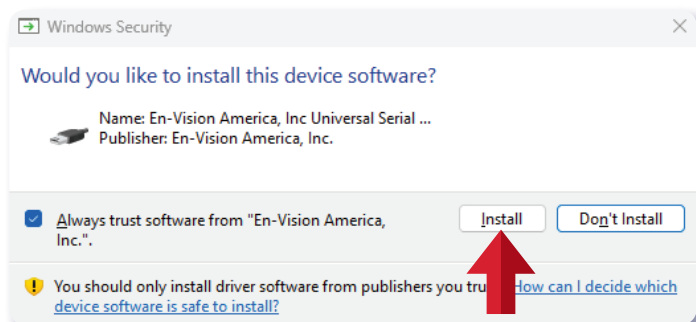 Windows Security
Would you like to install this device software?
Name: En-Vision America, Inc Universal Serial ...
Publisher: En-Vision America, Inc.
Always trust software from "En-Vision America,
Inc.".
Install
Don't Install
You should only install driver software from publishers you How can I decide which
device software is safe to install?